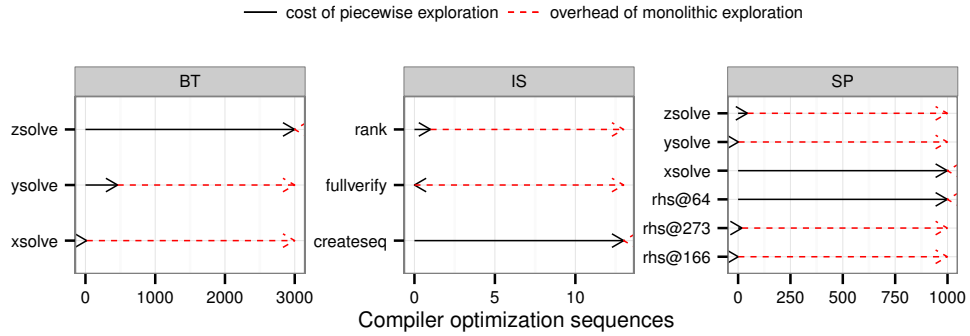 cost of piecewise exploration overhead of monolithic exploration
BT
IS
SP
zsolve
ysolve
xsolve
0 1000 2000 3000
rank
fullverify
createseq
0 5 10
zsolve
ysolve
xsolve
rhs@64
rhs@273
rhs@166
0 250 500 750 1000
Compiler optimization sequences